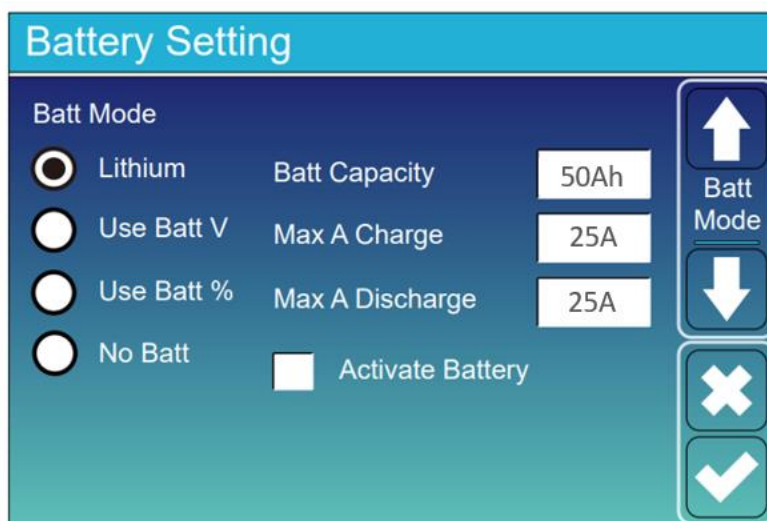 Battery Setting
Batt Mode
Lithium
Batt Capacity 50Ah
Use Batt V
Max A Charge 25A
Use Batt %
Max A Discharge 25A
No Batt
Activate Battery
Batt
Mode